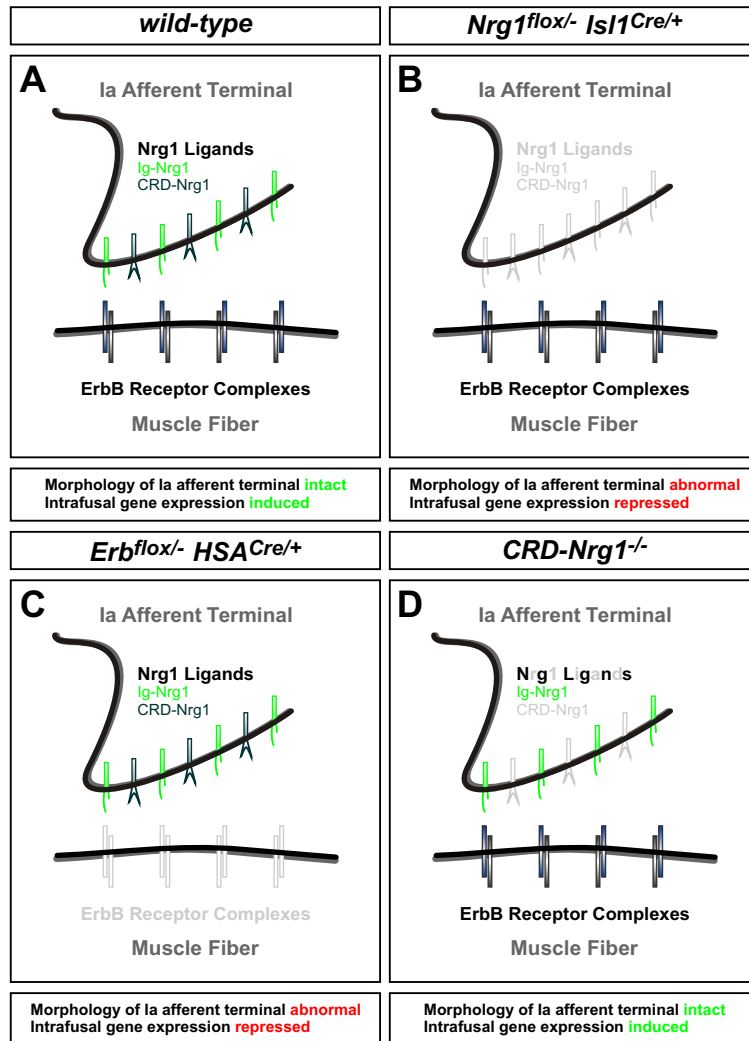 wild-type
Nrg1flox/- Isl1Cre/+
A
Ia Afferent Terminal
Nrg1 Ligands
Ig-Nrg1
CRD-Nrg1
ErbB Receptor Complexes
Muscle Fiber
Morphology of Ia afferent terminal intact
Intrafusal gene expression induced
B
Ia Afferent Terminal
Nrg1 Ligands
Ig-Nrg1
CRD-Nrg1
ErbB Receptor Complexes
Muscle Fiber
Morphology of Ia afferent terminal abnormal
Intrafusal gene expression repressed
Erbflox/- HSACre/+
CRD-Nrg1-/-
C
Ia Afferent Terminal
Nrg1 Ligands
Ig-Nrg1
CRD-Nrg1
ErbB Receptor Complexes
Muscle Fiber
Morphology of Ia afferent terminal abnormal
Intrafusal gene expression repressed
D
Ia Afferent Terminal
Nrg1 Ligands
Ig-Nrg1
CRD-Nrg1
ErbB Receptor Complexes
Muscle Fiber
Morphology of Ia afferent terminal intact
Intrafusal gene expression induced